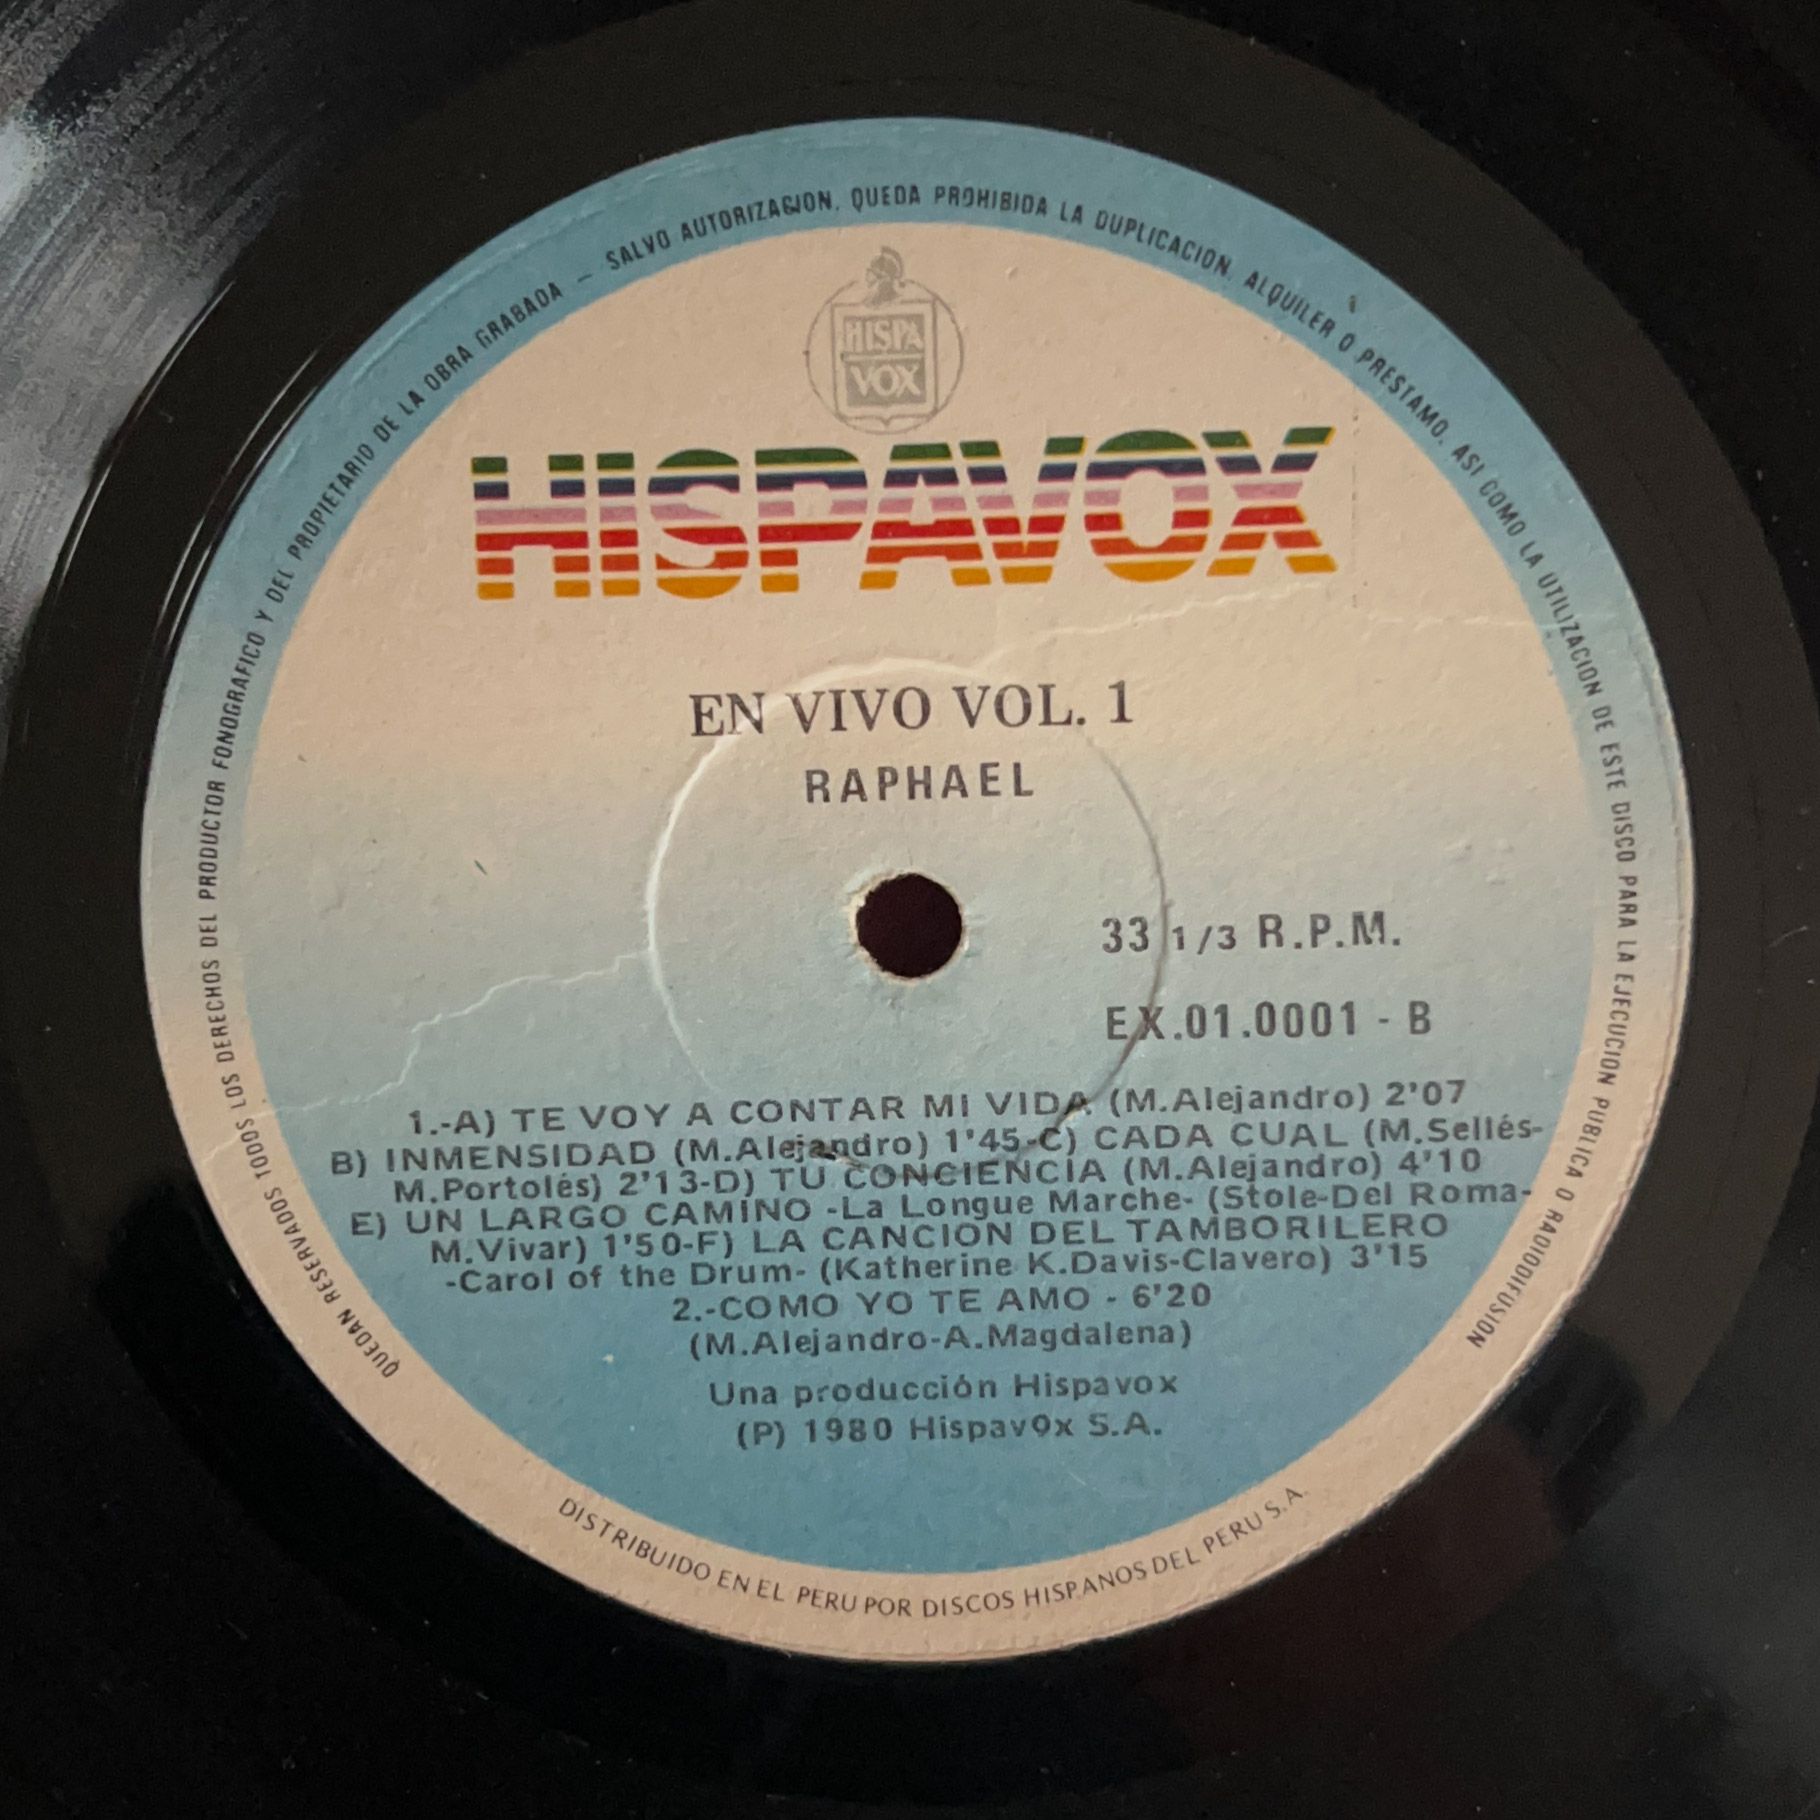 QUEDAN RESERVADOS TODOS LOS DERECHOS DEL PRODUCTOR FONOGRAFICO Y DEL PROPIETARIO DE LA OBRA GRABADA – SALVO AUTORIZACION, QUEDA PROHIBIDA LA DUPLICACION, ALQUILER O PRESTAMO, ASI COMO LA UTILIZACION DE ESTE DISCO PARA LA EJECUCION PUBLICA O RADIODIFUSION
HISPA
VOX
HISPAVOX
EN VIVO VOL. 1
RAPHAEL
33 1/3 R.P.M.
EX.01.0001 - B
1.-A) TE VOY A CONTAR MI VIDA (M.Alejandro) 2'07
B) INMENSIDAD (M.Alejandro) 1'45-C) CADA CUAL (M.Sellés-
M.Portolés) 2'13-D) TU CONCIENCIA (M.Alejandro) 4'10
E) UN LARGO CAMINO -La Longue Marche- (Stole-Del Roma-
M.Vivar) 1'50-F) LA CANCION DEL TAMBORILERO
-Carol of the Drum- (Katherine K.Davis-Clavero) 3'15
2.-COMO YO TE AMO - 6'20
(M.Alejandro-A.Magdalena)
Una producción Hispavox
(P) 1980 Hispavox S.A.
DISTRIBUIDO EN EL PERU POR DISCOS HISPANOS DEL PERU S.A.